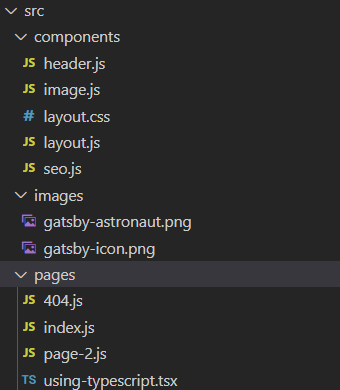 src
components
JS header.js
JS image.js
# layout.css
JS layout.js
JS seo.js
images
gatsby-astronaut.png
gatsby-icon.png
pages
JS 404.js
JS index.js
JS page-2.js
TS using-typescript.tsx